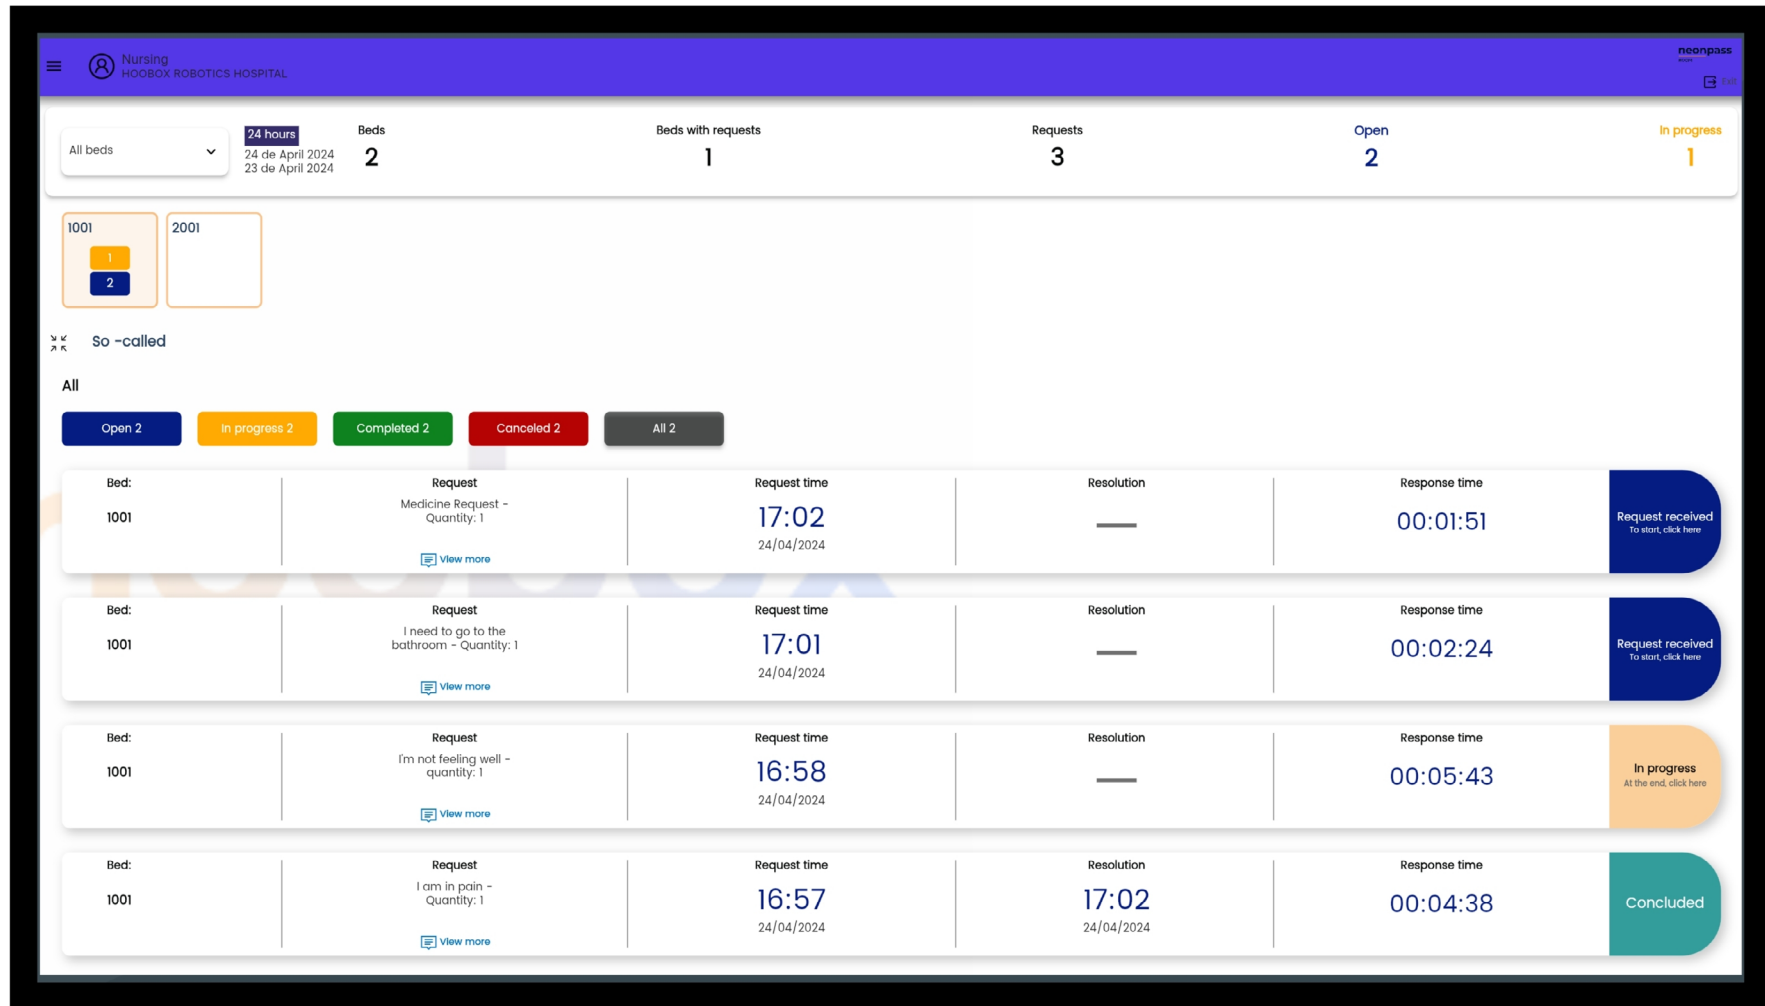 Nursing
HOOBOX ROBOTICS HOSPITAL
neonpass
Exit
All beds
24 hours
24 de April 2024
23 de April 2024
Beds
2
Beds with requests
1
Requests
3
Open
2
In progress
1
1001
1
2
2001
So -called
All
Open 2
In progress 2
Completed 2
Canceled 2
All 2
Bed:
1001
Request
Medicine Request -
Quantity: 1
View more
Request time
17:02
24/04/2024
Resolution
Response time
00:01:51
Request received
To start, click here
Bed:
1001
Request
I need to go to the
bathroom - Quantity: 1
View more
Request time
17:01
24/04/2024
Resolution
Response time
00:02:24
Request received
To start, click here
Bed:
1001
Request
I'm not feeling well -
quantity: 1
View more
Request time
16:58
24/04/2024
Resolution
Response time
00:05:43
In progress
At the end, click here
Bed:
1001
Request
I am in pain -
Quantity: 1
View more
Request time
16:57
24/04/2024
Resolution
17:02
24/04/2024
Response time
00:04:38
Concluded